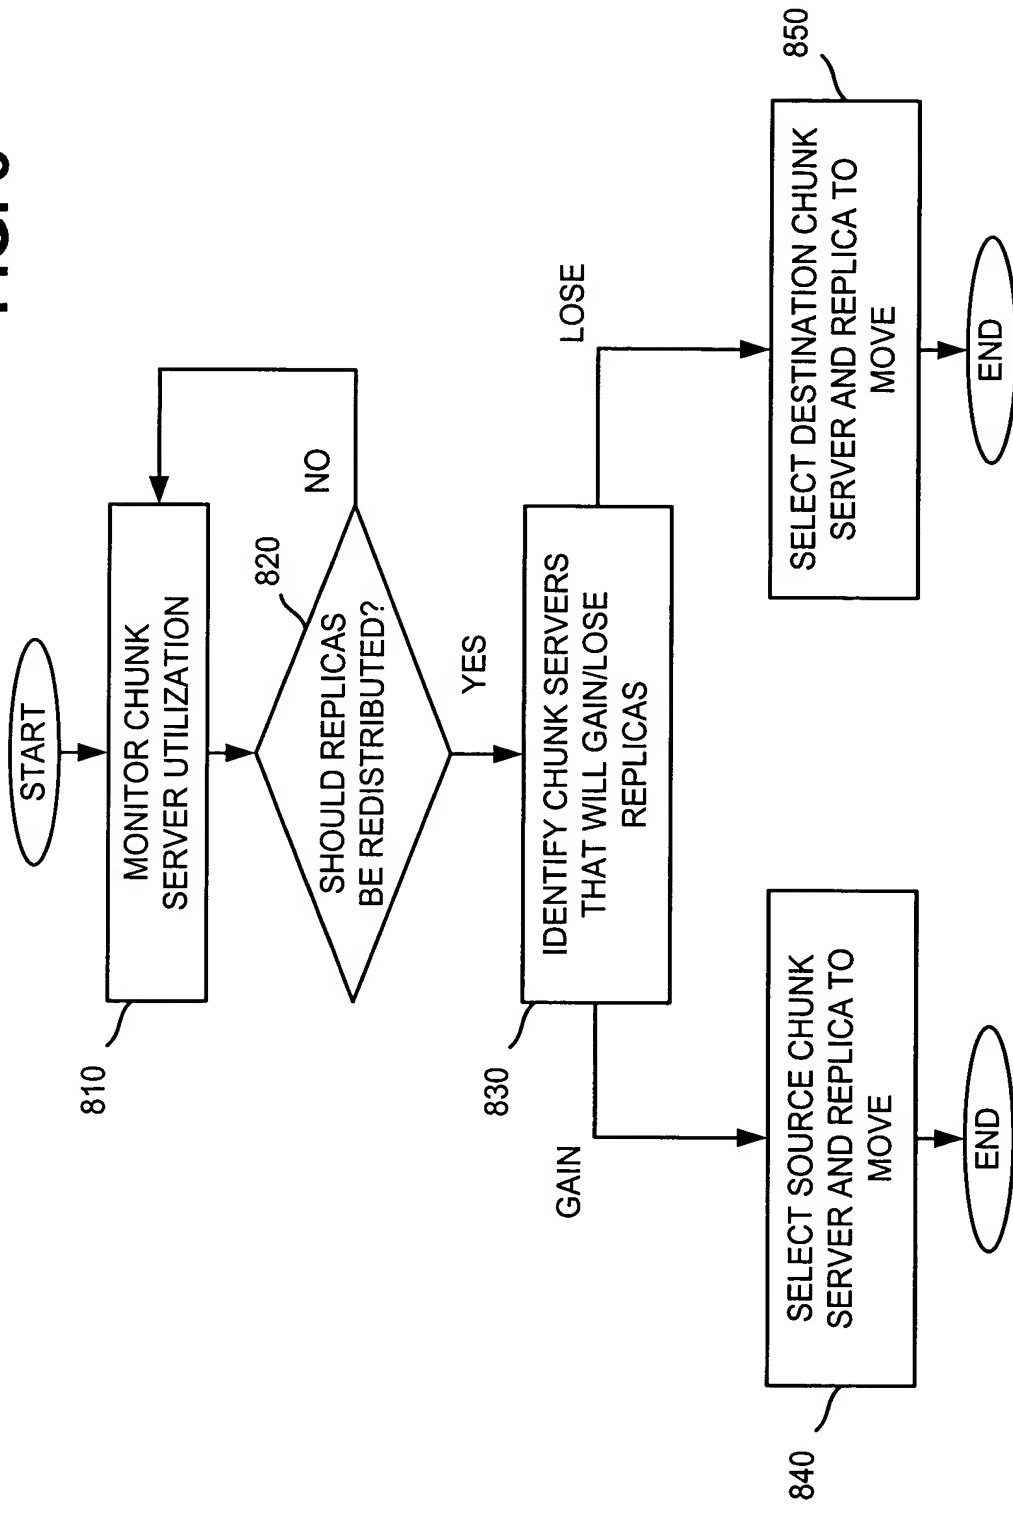 START
MONITOR CHUNK
SERVER UTILIZATION
810
SHOULD REPLICAS
BE REDISTRIBUTED?
820
NO
YES
IDENTIFY CHUNK SERVERS
THAT WILL GAIN/LOSE
REPLICAS
830
GAIN
LOSE
SELECT SOURCE CHUNK
SERVER AND REPLICA TO
MOVE
840
END
SELECT DESTINATION CHUNK
SERVER AND REPLICA TO
MOVE
850
END